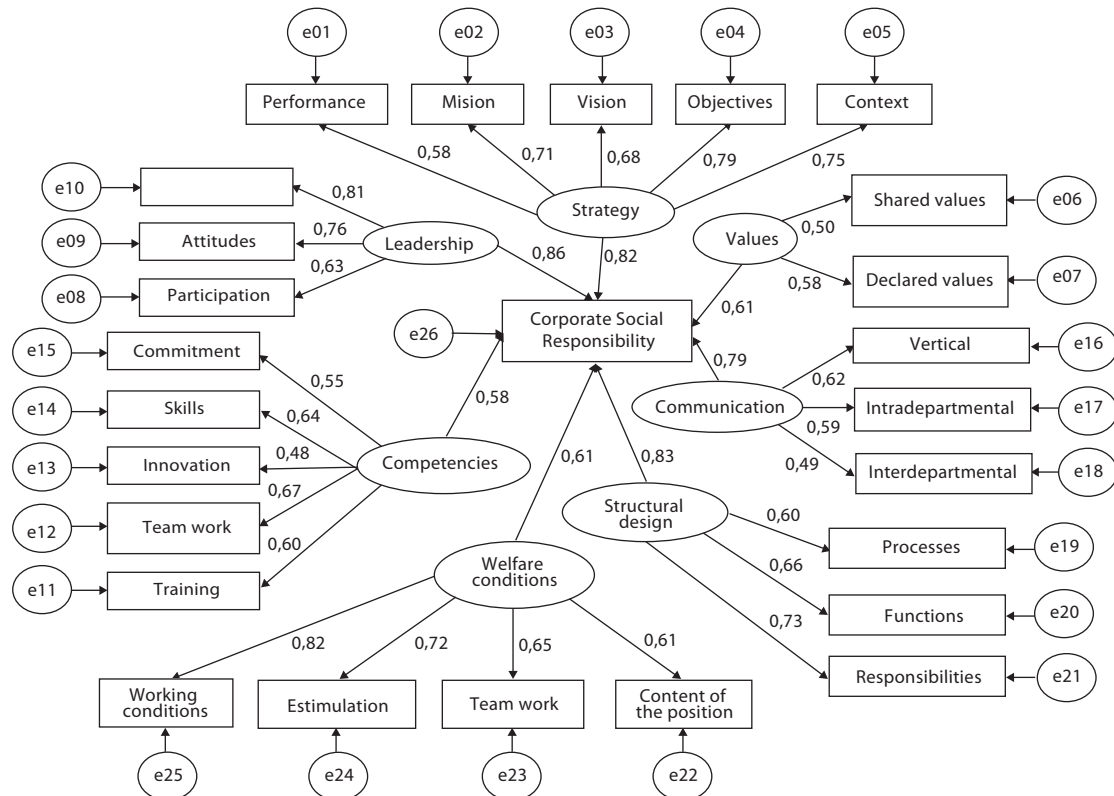 e01
e02
e03
e04
e05
Performance
Mision
Vision
Objectives
Context
0,58
0,71
0,68
0,79
0,75
Strategy
0,82
e10
0,81
e09
Attitudes
0,76
e08
Participation
0,63
Leadership
0,86
Values
0,50
Shared values
e06
0,58
Declared values
e07
0,61
e26
Corporate Social
Responsibility
e15
Commitment
0,55
e14
Skills
0,64
e13
Innovation
0,48
e12
Team work
0,67
e11
Training
0,60
Competencies
0,58
Communication
0,79
Vertical
0,62
e16
Intradepartmental
0,59
e17
Interdepartmental
0,49
e18
0,61
0,83
Structural
design
0,60
Processes
e19
0,66
Functions
e20
0,73
Responsibilities
e21
Welfare
conditions
0,82
0,72
0,65
0,61
Working
conditions
Estimulation
Team work
Content of
the position
e25
e24
e23
e22